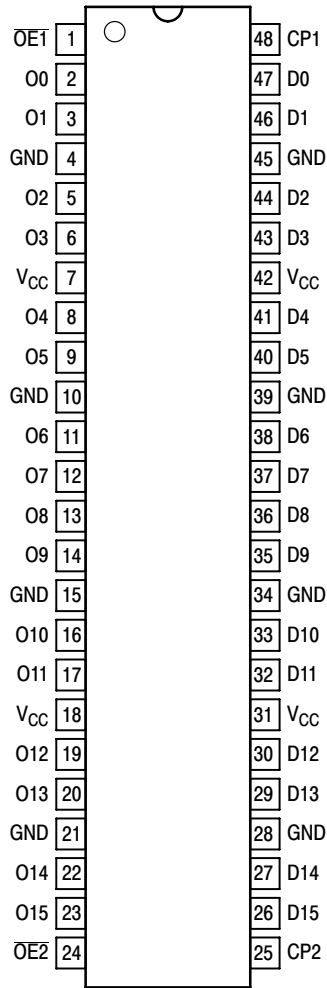 O̅E̅1̅ 1 48 CP1
O0 2 47 D0
O1 3 46 D1
GND 4 45 GND
O2 5 44 D2
O3 6 43 D3
VCC 7 42 VCC
O4 8 41 D4
O5 9 40 D5
GND 10 39 GND
O6 11 38 D6
O7 12 37 D7
O8 13 36 D8
O9 14 35 D9
GND 15 34 GND
O10 16 33 D10
O11 17 32 D11
VCC 18 31 VCC
O12 19 30 D12
O13 20 29 D13
GND 21 28 GND
O14 22 27 D14
O15 23 26 D15
O̅E̅2̅ 24 25 CP2